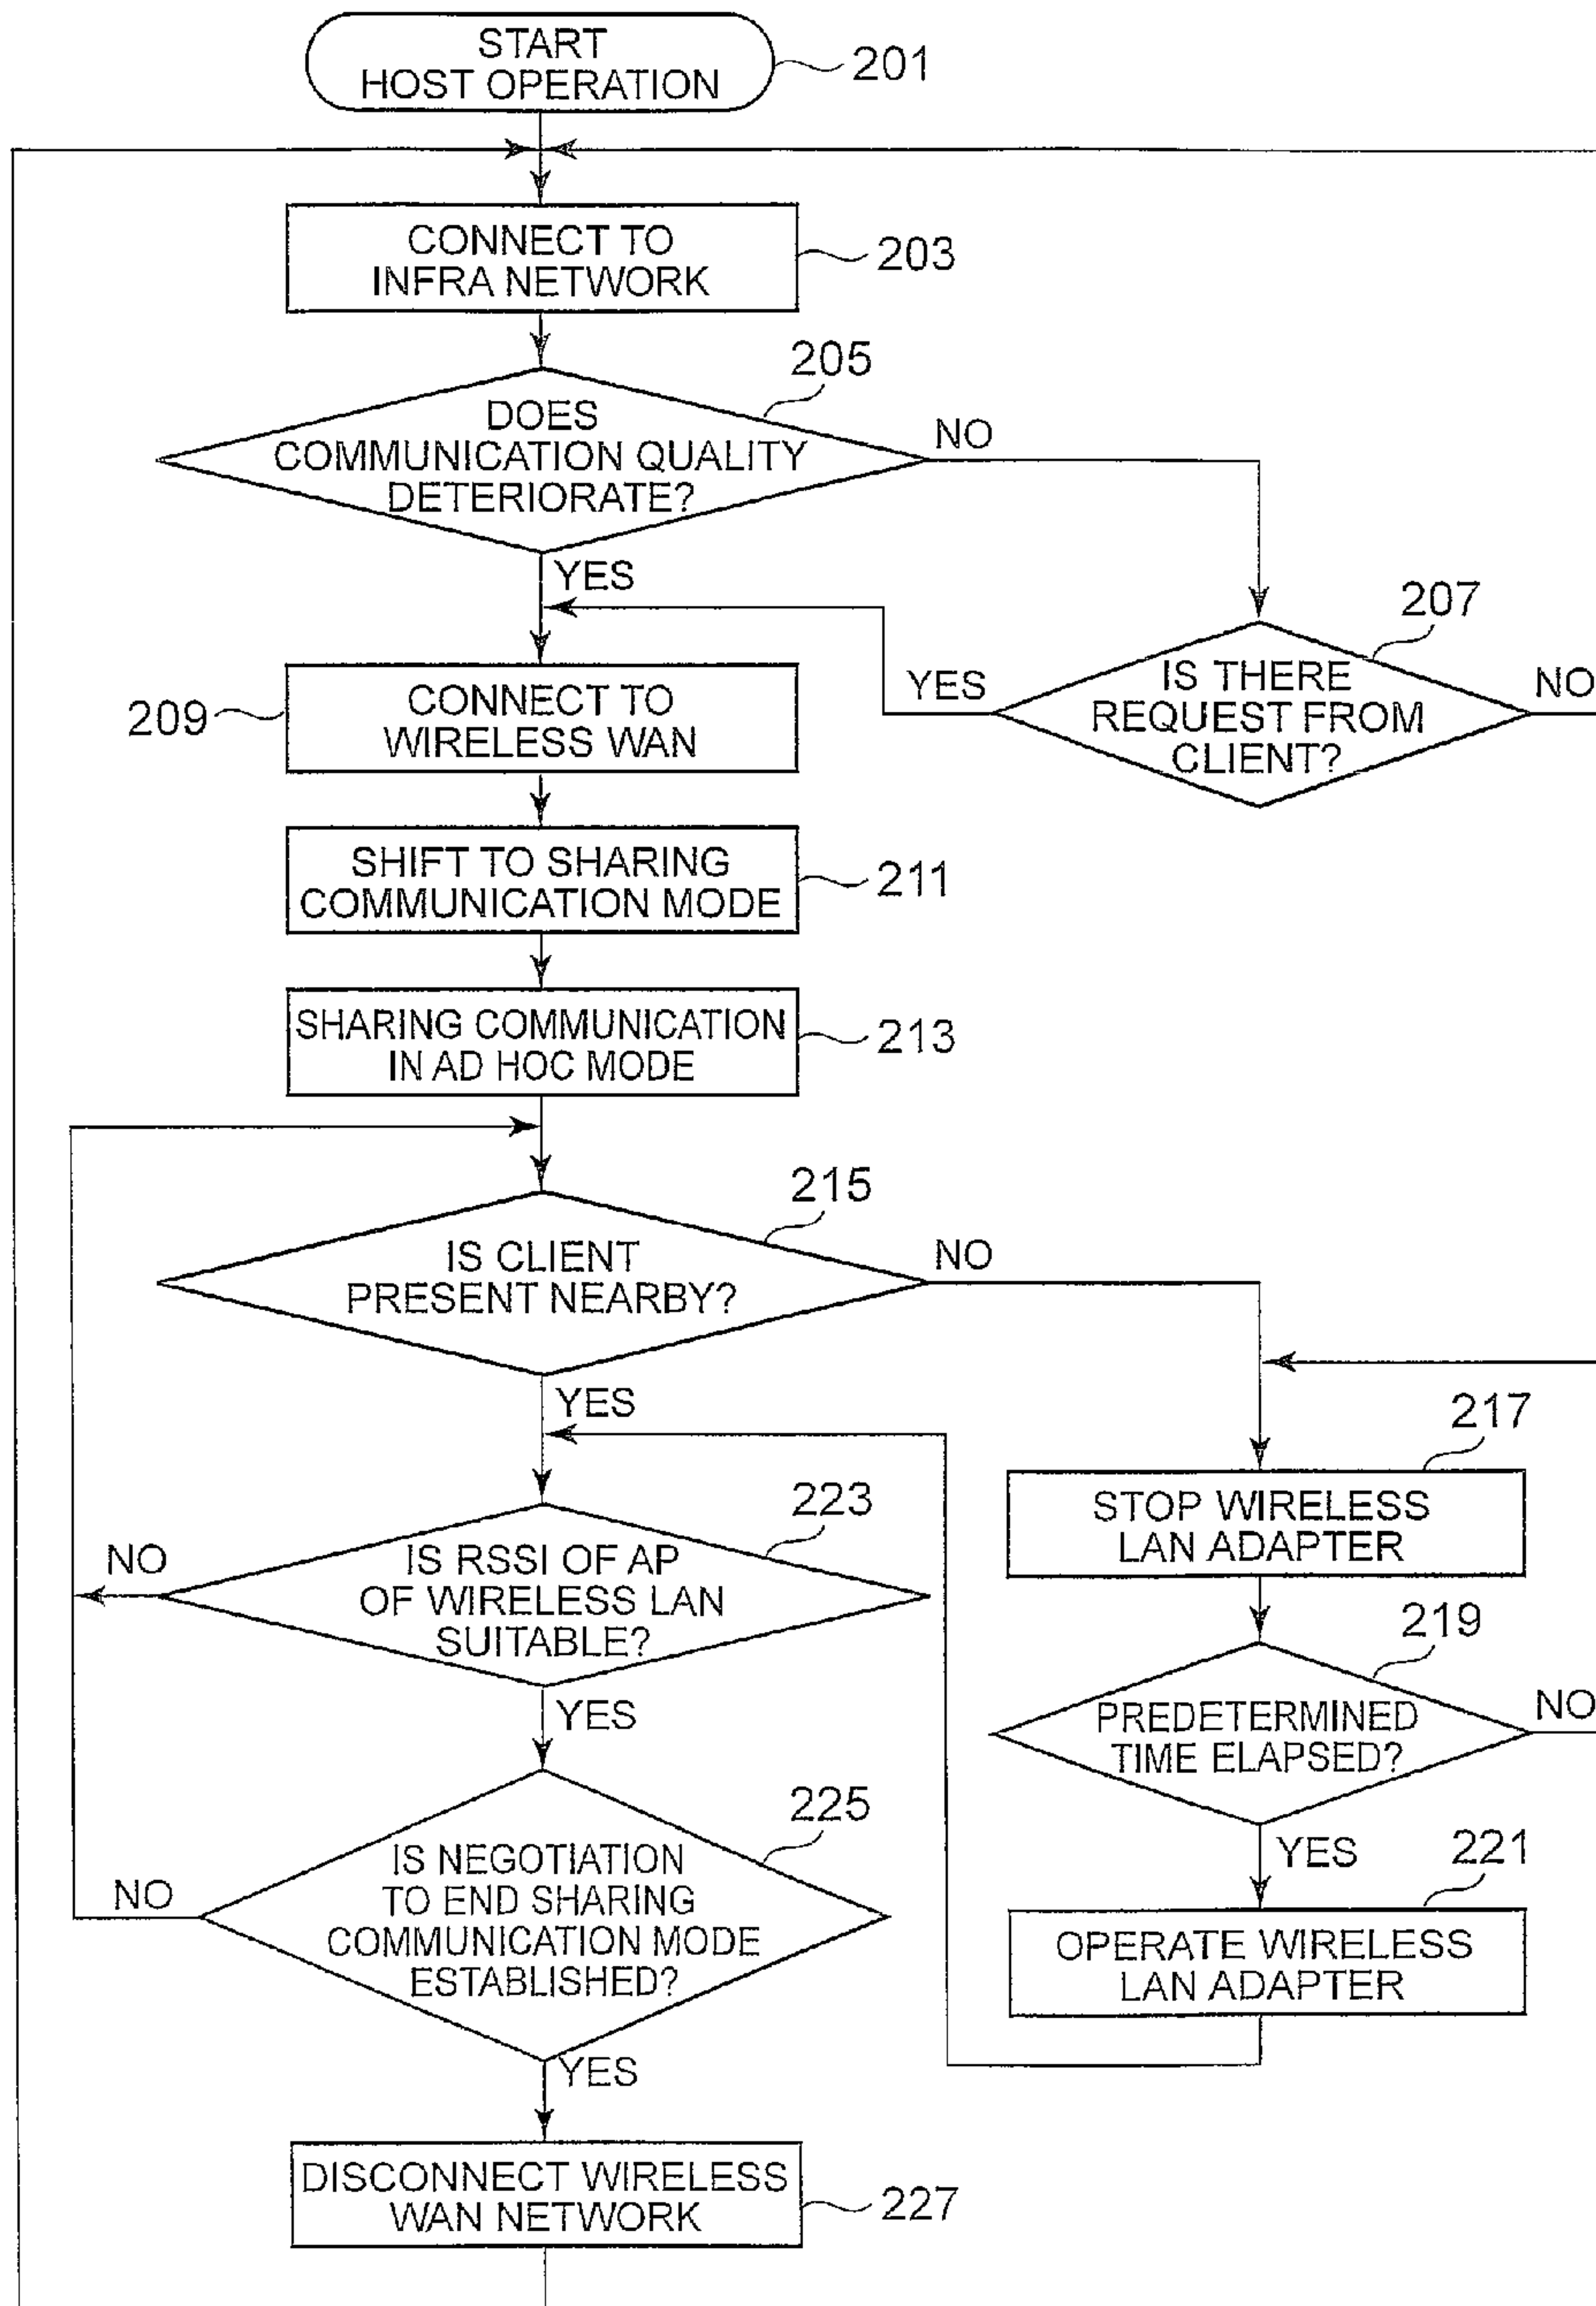 START
HOST OPERATION
201
CONNECT TO
INFRA NETWORK
203
205
DOES
COMMUNICATION QUALITY
DETERIORATE?
NO
YES
207
IS THERE
REQUEST FROM
CLIENT?
YES
NO
209
CONNECT TO
WIRELESS WAN
SHIFT TO SHARING
COMMUNICATION MODE
211
SHARING COMMUNICATION
IN AD HOC MODE
213
215
IS CLIENT
PRESENT NEARBY?
NO
YES
217
STOP WIRELESS
LAN ADAPTER
223
IS RSSI OF AP
OF WIRELESS LAN
SUITABLE?
NO
YES
219
PREDETERMINED
TIME ELAPSED?
NO
YES
221
OPERATE WIRELESS
LAN ADAPTER
225
IS NEGOTIATION
TO END SHARING
COMMUNICATION MODE
ESTABLISHED?
NO
YES
DISCONNECT WIRELESS
WAN NETWORK
227